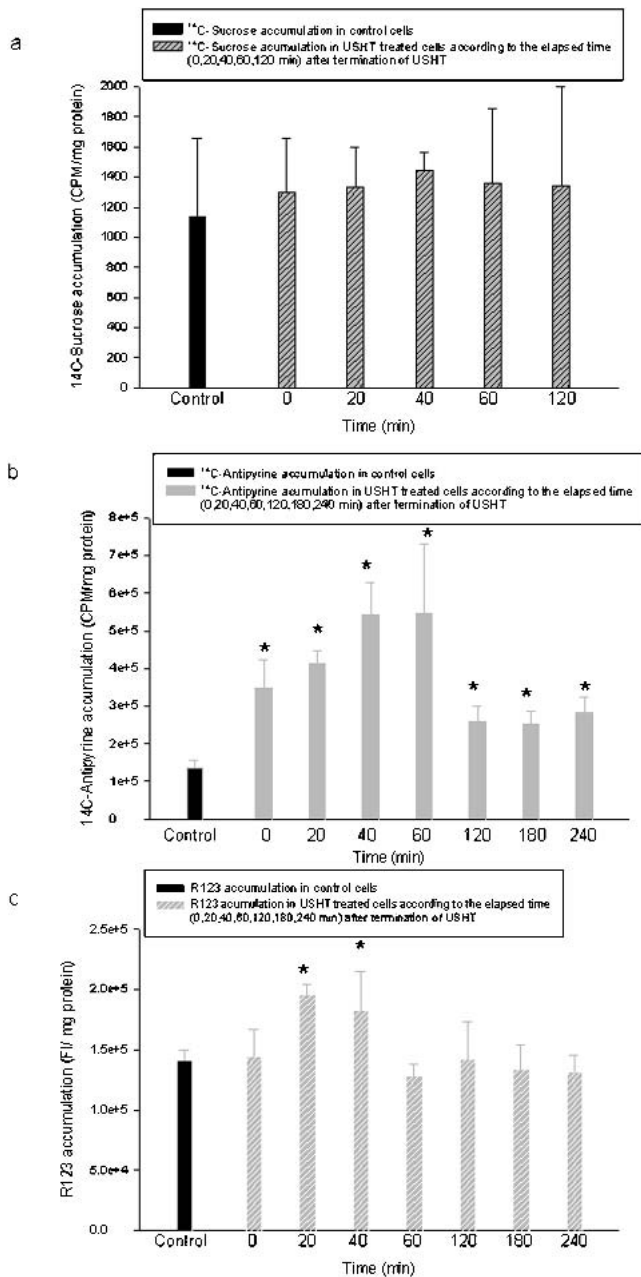 a
¹⁴C- Sucrose accumulation in control cells
¹⁴C- Sucrose acumulation in USHT treated cells according to the elapsed time
(0,20,40,60,120 min) after termination of USHT
2000
1800
1600
1400
1200
1000
800
600
400
200
0
14C-Sucrose accumulation (CPM/mg protein)
Control 0 20 40 60 120
Time (min)
b
¹⁴C-Antipyrine accumulation in control cells
¹⁴C-Antipyrine accumulation in USHT treated cells according to the elapsed time
(0,20,40,60,120,180,240 min) after termination of USHT
8e+5
7e+5
6e+5
5e+5
4e+5
3e+5
2e+5
1e+5
0
14C-Antipyrine accumulation (CPM/mg protein)
* * * * * * *
Control 0 20 40 60 120 180 240
Time (min)
c
R123 accumulation in control cells
R123 acumulation in USHT treated cells according to the elapsed time
(0,20,40,60,120,180,240 min) after termination of USHT
2.5e+5
2.0e+5
1.5e+5
1.0e+5
5.0e+4
0.0
R123 accumulation (FI/ mg protein)
* *
Control 0 20 40 60 120 180 240
Time (min)